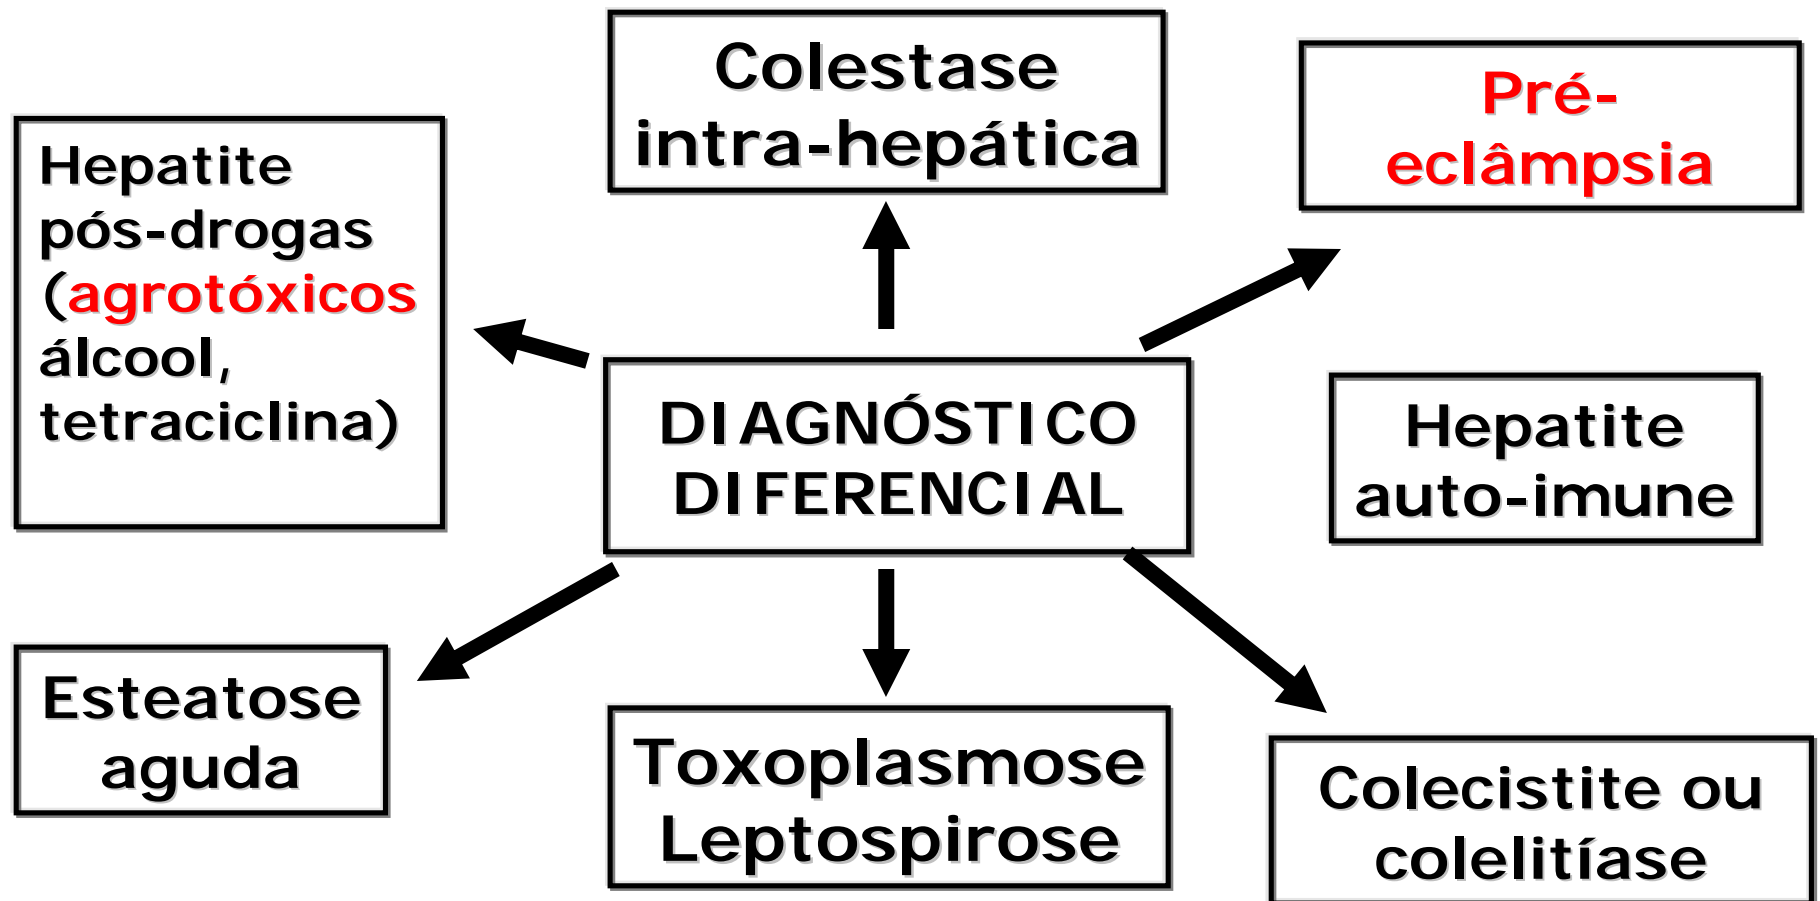 Colestase
intra-hepática
Pré-
eclâmpsia
Hepatite
pós-drogas
(agrotóxicos
álcool,
tetraciclina)
DIAGNÓSTICO
DIFERENCIAL
Hepatite
auto-imune
Esteatose
aguda
Toxoplasmose
Leptospirose
Colecistite ou
colelitíase